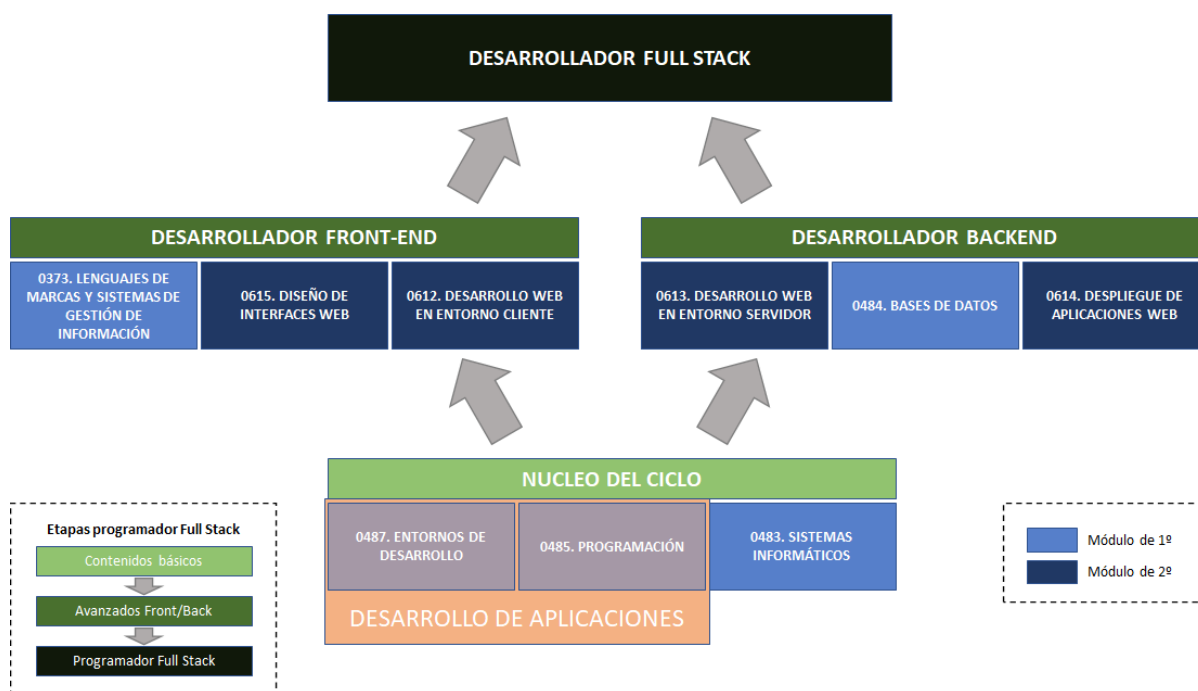 DESARROLLADOR FULL STACK
DESARROLLADOR FRONT-END
0373. LENGUAJES DE
MARCAS Y SISTEMAS DE
GESTIÓN DE
INFORMACIÓN
0615. DISEÑO DE
INTERFACES WEB
0612. DESARROLLO WEB
EN ENTORNO CLIENTE
DESARROLLADOR BACKEND
0613. DESARROLLO WEB
EN ENTORNO SERVIDOR
0484. BASES DE DATOS
0614. DESPLIEGUE DE
APLICACIONES WEB
NUCLEO DEL CICLO
0487. ENTORNOS DE
DESARROLLO
0485. PROGRAMACIÓN
0483. SISTEMAS
INFORMÁTICOS
DESARROLLO DE APLICACIONES
Etapas programador Full Stack
Contenidos básicos
Avanzados Front/Back
Programador Full Stack
Módulo de 1º
Módulo de 2º